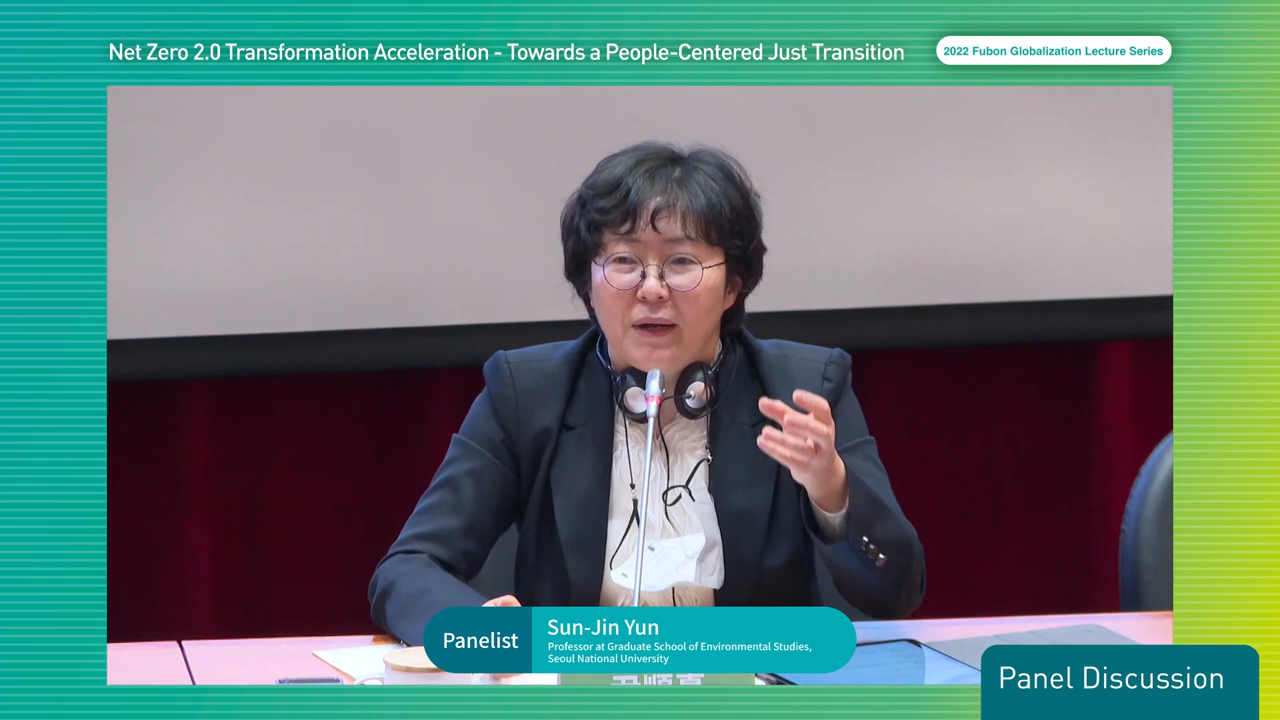 Net Zero 2.0 Transformation Acceleration - Towards a People-Centered Just Transition
2022 Fubon Globalization Lecture Series
Panelist
Sun-Jin Yun
Professor at Graduate School of Environmental Studies,
Seoul National University
Panel Discussion